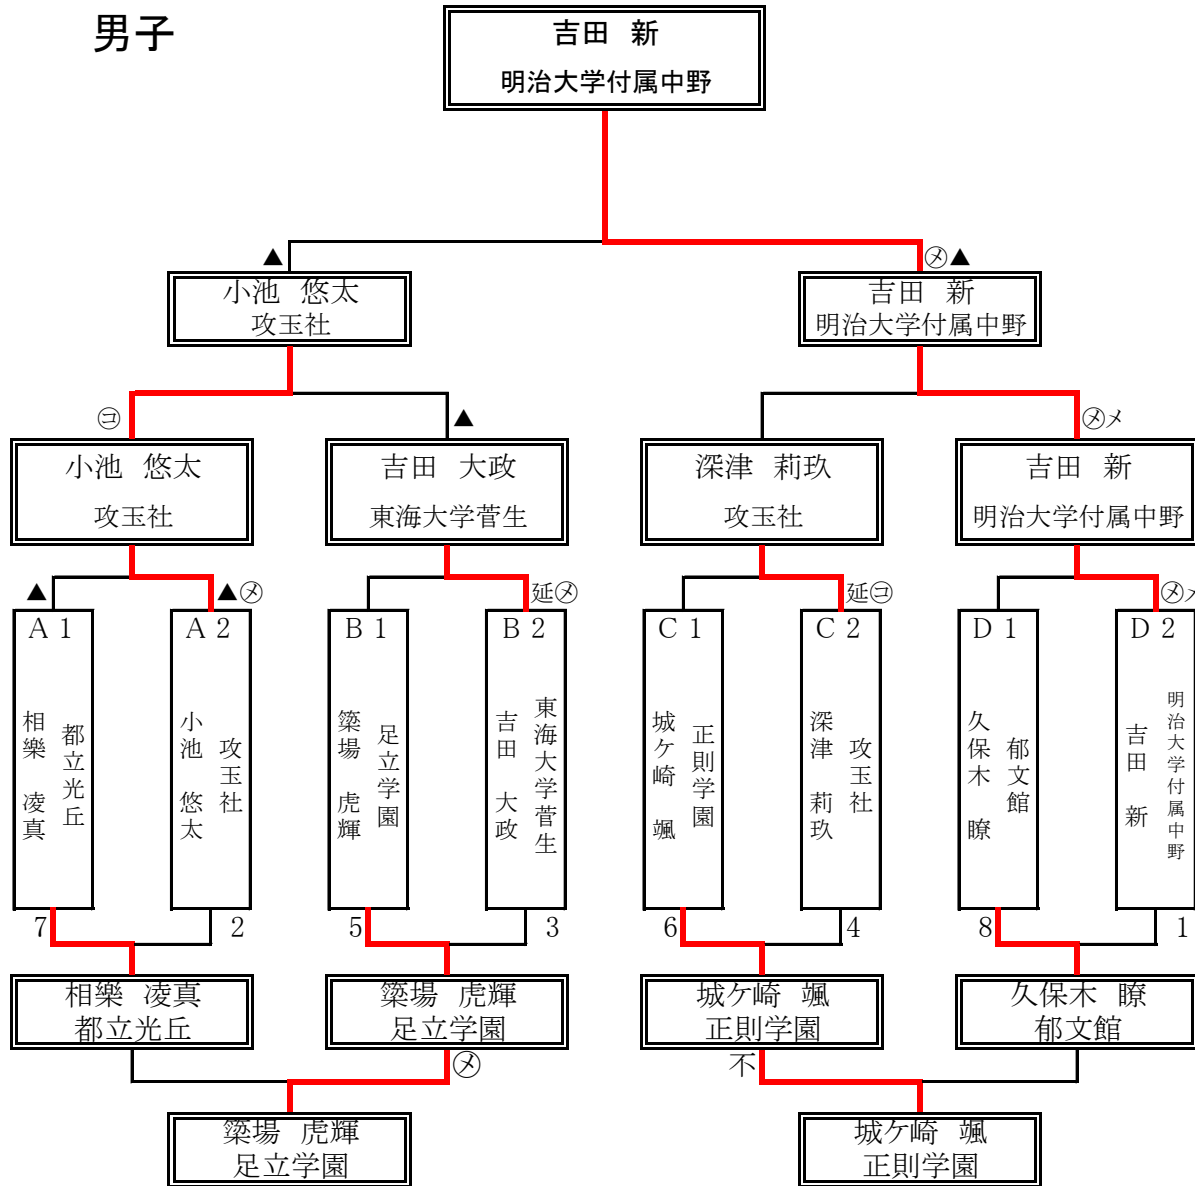 男子
吉田 新
明治大学付属中野
▲
㋱▲
小池 悠太
攻玉社
吉田 新
明治大学付属中野
㋙
▲
㋱メ
小池 悠太
攻玉社
吉田 大政
東海大学菅生
深津 莉玖
攻玉社
吉田 新
明治大学付属中野
▲
▲㋱
延㋱
延㋙
㋱
A 1
A 2
B 1
B 2
C 1
C 2
D 1
D 2
都立光丘
相樂 凌真
攻玉社
小池 悠太
足立学園
簗場 虎輝
東海大学菅生
吉田 大政
正則学園
城ケ崎 颯
攻玉社
深津 莉玖
郁文館
久保木 瞭
明治大学付属中野
吉田 新
7
2
5
3
6
4
8
1
相樂 凌真
都立光丘
簗場 虎輝
足立学園
城ケ崎 颯
正則学園
久保木 瞭
郁文館
㋱
不
簗場 虎輝
足立学園
城ケ崎 颯
正則学園